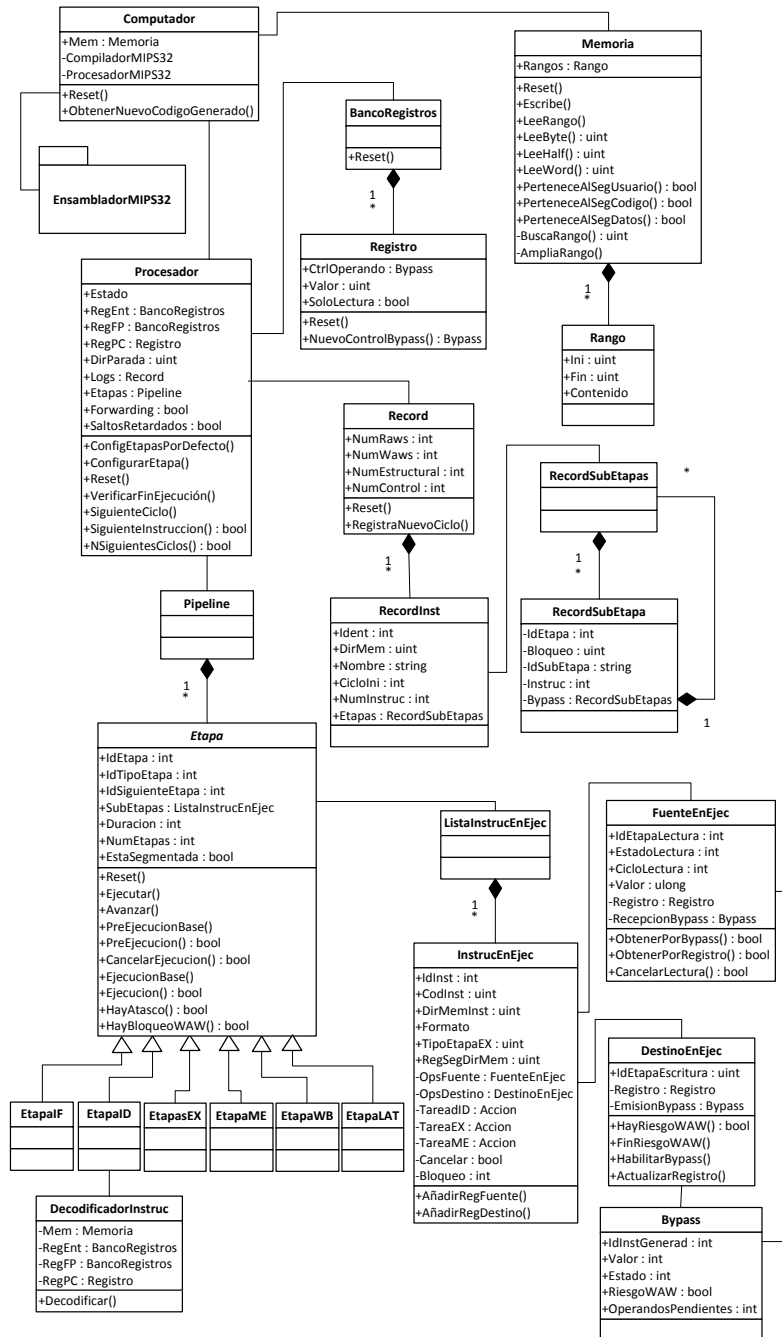 Computador
+Mem : Memoria
-CompiladorMIPS32
-ProcesadorMIPS32
+Reset()
+ObtenerNuevoCodigoGenerado()
EnsambladorMIPS32
Memoria
+Rangos : Rango
+Reset()
+Escribe()
+LeeRango()
+LeeByte() : uint
+LeeHalf() : uint
+LeeWord() : uint
+PerteneceAlSegUsuario() : bool
+PerteneceAlSegCodigo() : bool
+PerteneceAlSegDatos() : bool
-BuscaRango() : uint
-AmpliaRango()
1
*
Rango
+Ini : uint
+Fin : uint
+Contenido
BancoRegistros
+Reset()
1
*
Registro
+CtrlOperando : Bypass
+Valor : uint
+SoloLectura : bool
+Reset()
+NuevoControlBypass() : Bypass
Procesador
+Estado
+RegEnt : BancoRegistros
+RegFP : BancoRegistros
+RegPC : Registro
+DirParada : uint
+Logs : Record
+Etapas : Pipeline
+Forwarding : bool
+SaltosRetardados : bool
+ConfigEtapasPorDefecto()
+ConfigurarEtapa()
+Reset()
+VerificarFinEjecución()
+SiguienteCiclo()
+SiguienteInstruccion() : bool
+NSiguientesCiclos() : bool
Record
+NumRaws : int
+NumWaws : int
+NumEstructural : int
+NumControl : int
+Reset()
+RegistraNuevoCiclo()
1
*
RecordInst
+Ident : int
+DirMem : uint
+Nombre : string
+CicloIni : int
+NumInstruc : int
+Etapas : RecordSubEtapas
RecordSubEtapas
*
1
*
RecordSubEtapa
-IdEtapa : int
-Bloqueo : uint
-IdSubEtapa : string
-Instruc : int
-Bypass : RecordSubEtapas
1
Pipeline
1
*
Etapa
+IdEtapa : int
+IdTipoEtapa : int
+IdSiguienteEtapa : int
+SubEtapas : ListaInstrucEnEjec
+Duracion : int
+NumEtapas : int
+EstaSegmentada : bool
+Reset()
+Ejecutar()
+Avanzar()
+PreEjecucionBase()
+PreEjecucion() : bool
+CancelarEjecucion() : bool
+EjecucionBase()
+Ejecucion() : bool
+HayAtasco() : bool
+HayBloqueoWAW() : bool
ListaInstrucEnEjec
1
*
InstrucEnEjec
+IdInst : int
+CodInst : uint
+DirMemInst : uint
+Formato
+TipoEtapaEX : uint
+RegSegDirMem : uint
-OpsFuente : FuenteEnEjec
-OpsDestino : DestinoEnEjec
-TareadID : Accion
-TareaEX : Accion
-TareaME : Accion
-Cancelar : bool
-Bloqueo : int
+AñadirRegFuente()
+AñadirRegDestino()
FuenteEnEjec
+IdEtapaLectura : int
+EstadoLectura : int
+CicloLectura : int
+Valor : ulong
-Registro : Registro
-RecepcionBypass : Bypass
+ObtenerPorBypass() : bool
+ObtenerPorRegistro() : bool
+CancelarLectura() : bool
DestinoEnEjec
+IdEtapaEscritura : uint
-Registro : Registro
-EmisionBypass : Bypass
+HayRiesgoWAW() : bool
+FinRiesgoWAW()
+HabilitarBypass()
+ActualizarRegistro()
Bypass
+IdInstGenerad : int
+Valor : int
+Estado : int
+RiesgoWAW : bool
+OperandosPendientes : int
EtapaIF
EtapaID
EtapasEX
EtapaME
EtapaWB
EtapaLAT
DecodificadorInstruc
-Mem : Memoria
-RegEnt : BancoRegistros
-RegFP : BancoRegistros
-RegPC : Registro
+Decodificar()